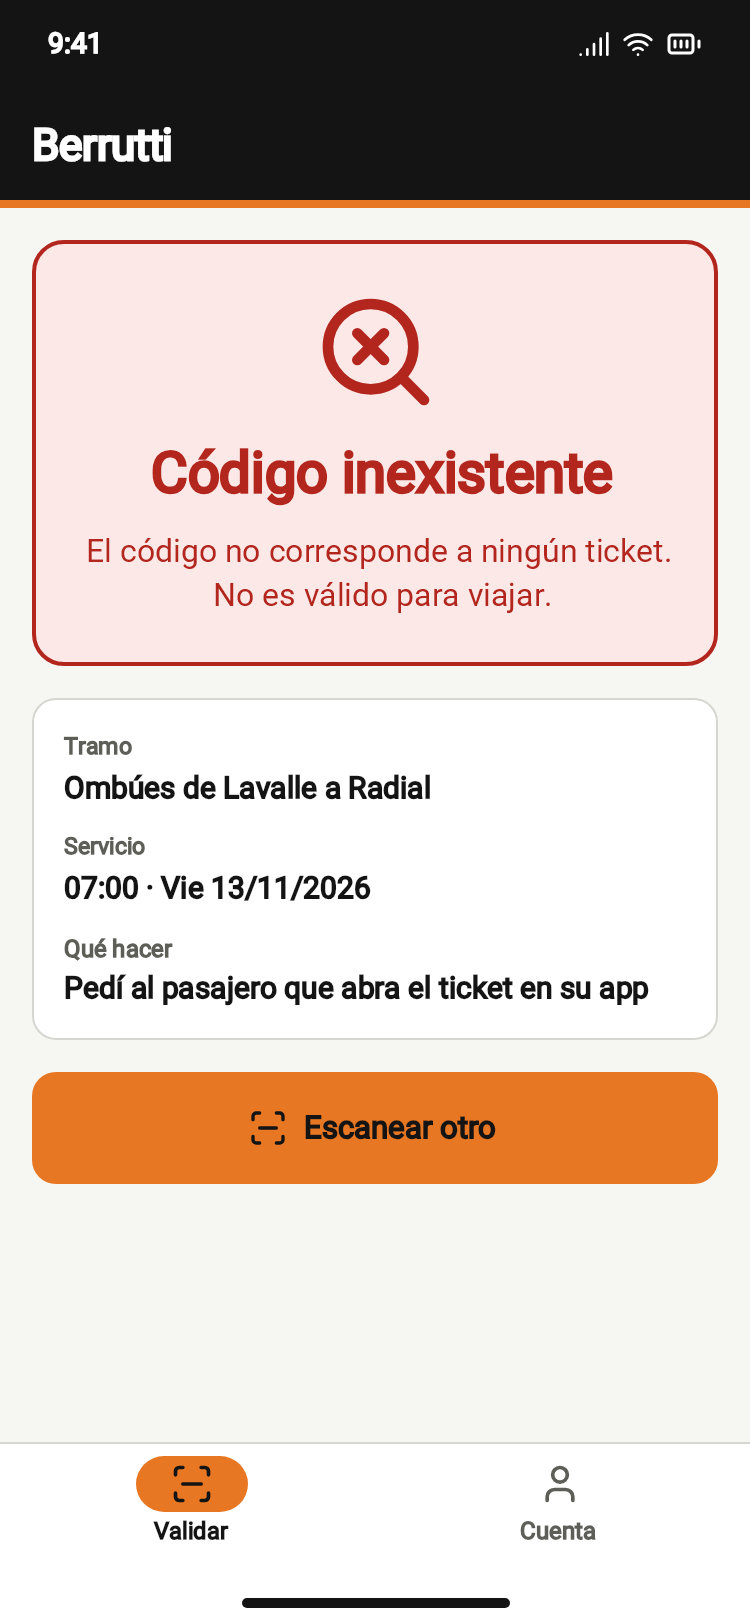 9:41
Berrutti
Código inexistente
El código no corresponde a ningún ticket.
No es válido para viajar.
Tramo
Ombúes de Lavalle a Radial
Servicio
07:00 · Vie 13/11/2026
Qué hacer
Pedí al pasajero que abra el ticket en su app
Escanear otro
Validar
Cuenta